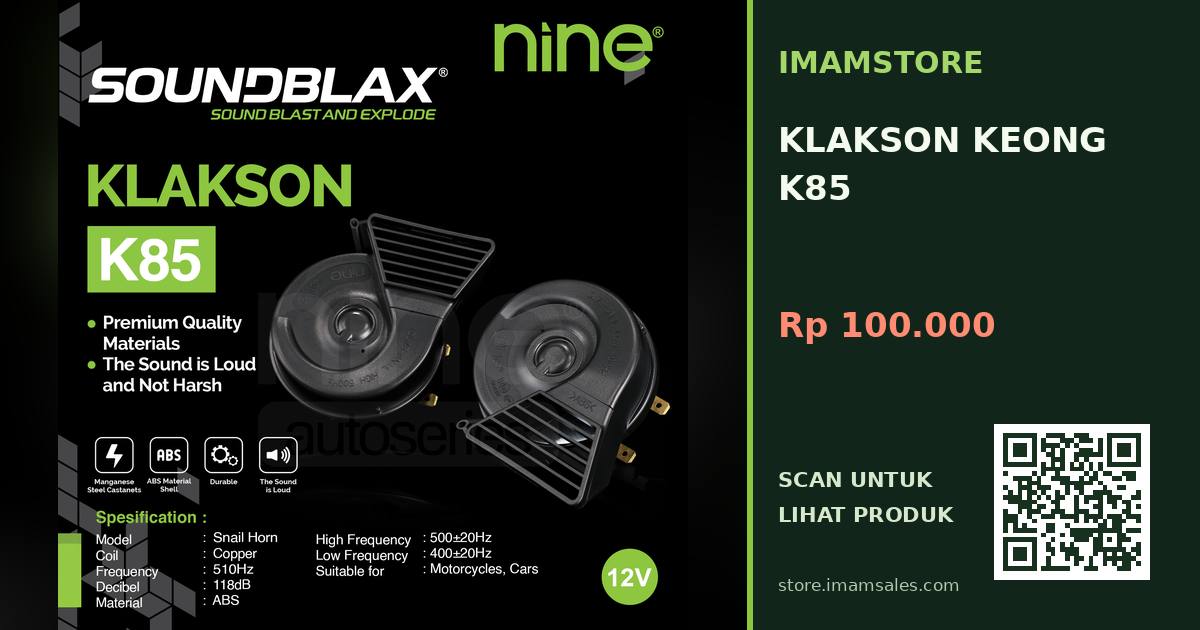 nine®
SOUNDBLAX®
SOUND BLAST AND EXPLODE
KLAKSON
K85
Premium Quality
Materials
The Sound is Loud
and Not Harsh
ABS
Manganese
Steel Castanets
ABS Material
Shell
Durable
The Sound
is Loud
Spesification :
Model : Snail Horn
Coil : Copper
Frequency : 510Hz
Decibel : 118dB
Material : ABS
High Frequency : 500±20Hz
Low Frequency : 400±20Hz
Suitable for : Motorcycles, Cars
12V
IMAMSTORE
KLAKSON KEONG
K85
Rp 100.000
SCAN UNTUK
LIHAT PRODUK
store.imamsales.com